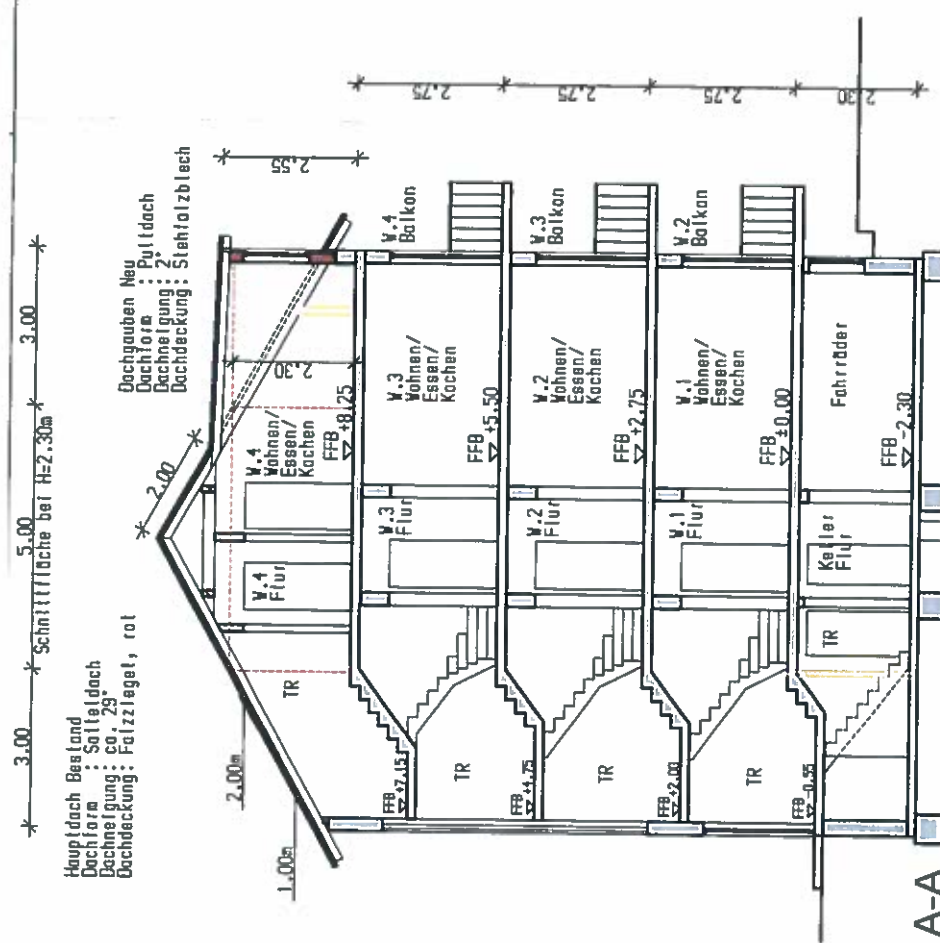 3.00
5.00
3.00
Schnittfläche bei H=2.30m
Hauptdach Bestand
Dachform : Satteldach
Dachneigung : ca. 29°
Dachdeckung : Falzziegel, rot
Dachgauben Neu
Dachform : Pultdach
Dachneigung : 2°
Dachdeckung : Stehfalzblech
2.00
2.00m
1.00m
2.55
2.75
2.75
2.75
2.30
TR
W.4
Flur
W.4
Wohnen/
Essen/
Kochen
2.30
FFB
+8.25
W.4
Balkon
FFB
+7.15
TR
W.3
Flur
W.3
Wohnen/
Essen/
Kochen
FFB
+5.50
W.3
Balkon
FFB
+4.75
TR
W.2
Flur
W.2
Wohnen/
Essen/
Kochen
FFB
+2.75
W.2
Balkon
FFB
+2.00
TR
W.1
Flur
W.1
Wohnen/
Essen/
Kochen
FFB
±0.00
FFB
-0.55
TR
Keller
Flur
Fahrräder
FFB
-2.30
A-A